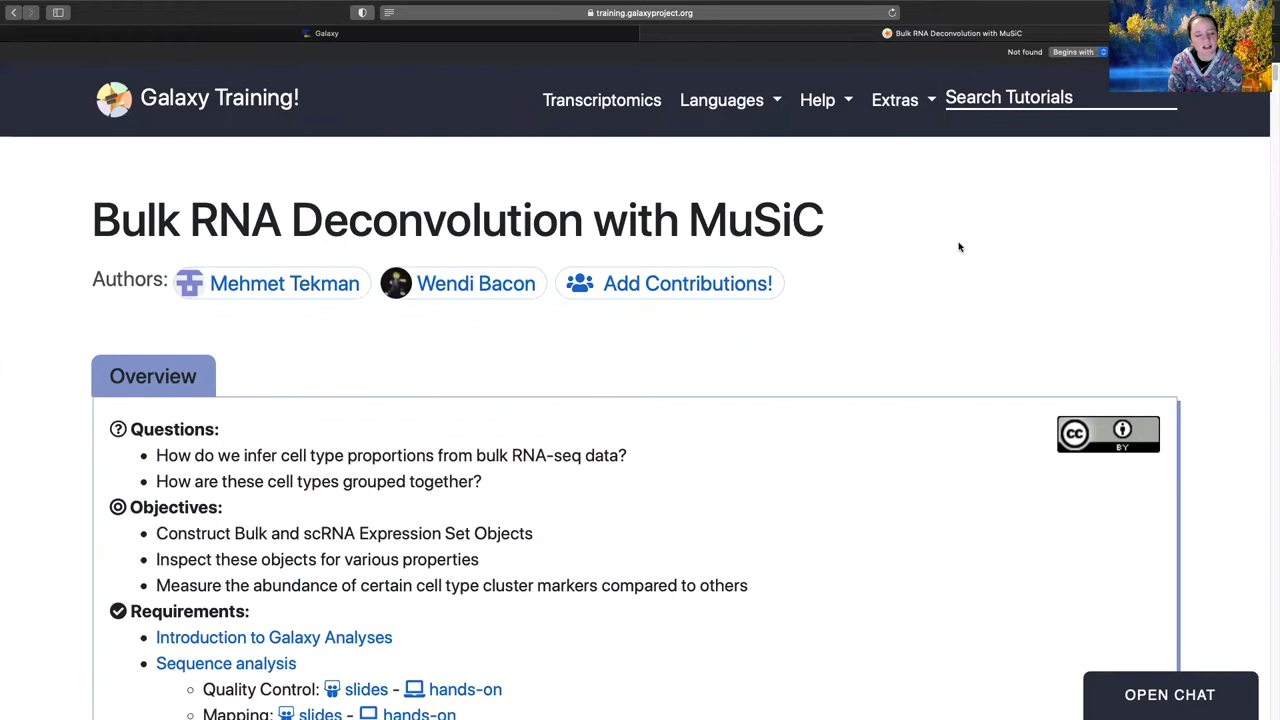 training.galaxyproject.org
Galaxy
Bulk RNA Deconvolution with MuSiC
Not found
Begins with
Galaxy Training!
Transcriptomics
Languages
Help
Extras
Search Tutorials
Bulk RNA Deconvolution with MuSiC
Authors:
Mehmet Tekman
Wendi Bacon
Add Contributions!
Overview
Questions:
How do we infer cell type proportions from bulk RNA-seq data?
How are these cell types grouped together?
Objectives:
Construct Bulk and scRNA Expression Set Objects
Inspect these objects for various properties
Measure the abundance of certain cell type cluster markers compared to others
Requirements:
Introduction to Galaxy Analyses
Sequence analysis
Quality Control: slides - hands-on
Mapping: slides - hands-on
cc
BY
OPEN CHAT